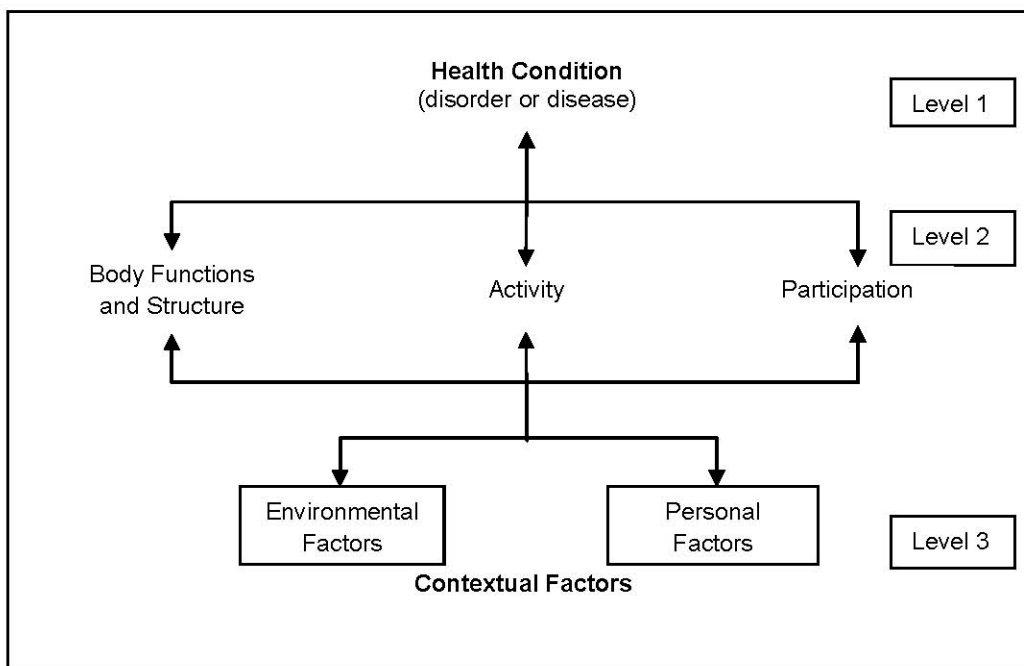 Health Condition
(disorder or disease)
Level 1
Level 2
Body Functions
and Structure
Activity
Participation
Environmental
Factors
Personal
Factors
Level 3
Contextual Factors